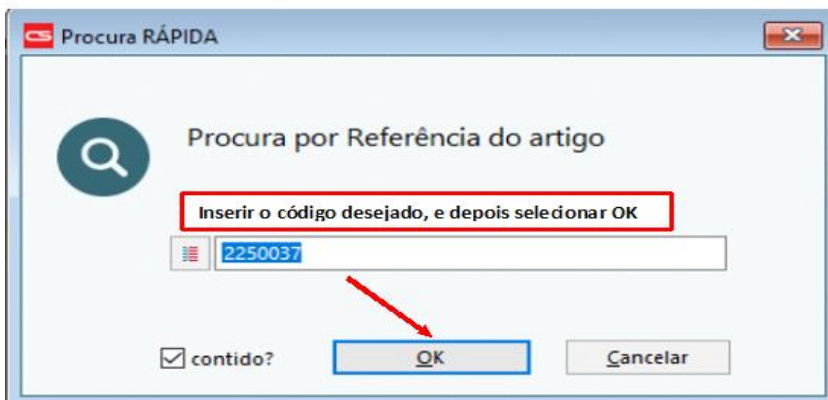 CS Procura RÁPIDA
Procura por Referência do artigo
Inserir o código desejado, e depois selecionar OK
2250037
contido?
OK
Cancelar